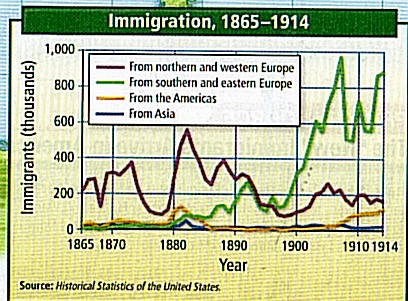 Immigration, 1865–1914
Immigrants (thousands)
1,000
800
600
400
200
0
From northern and western Europe
From southern and eastern Europe
From the Americas
From Asia
1865 1870 1880 1890 1900 1910 1914
Year
Source: Historical Statistics of the United States.